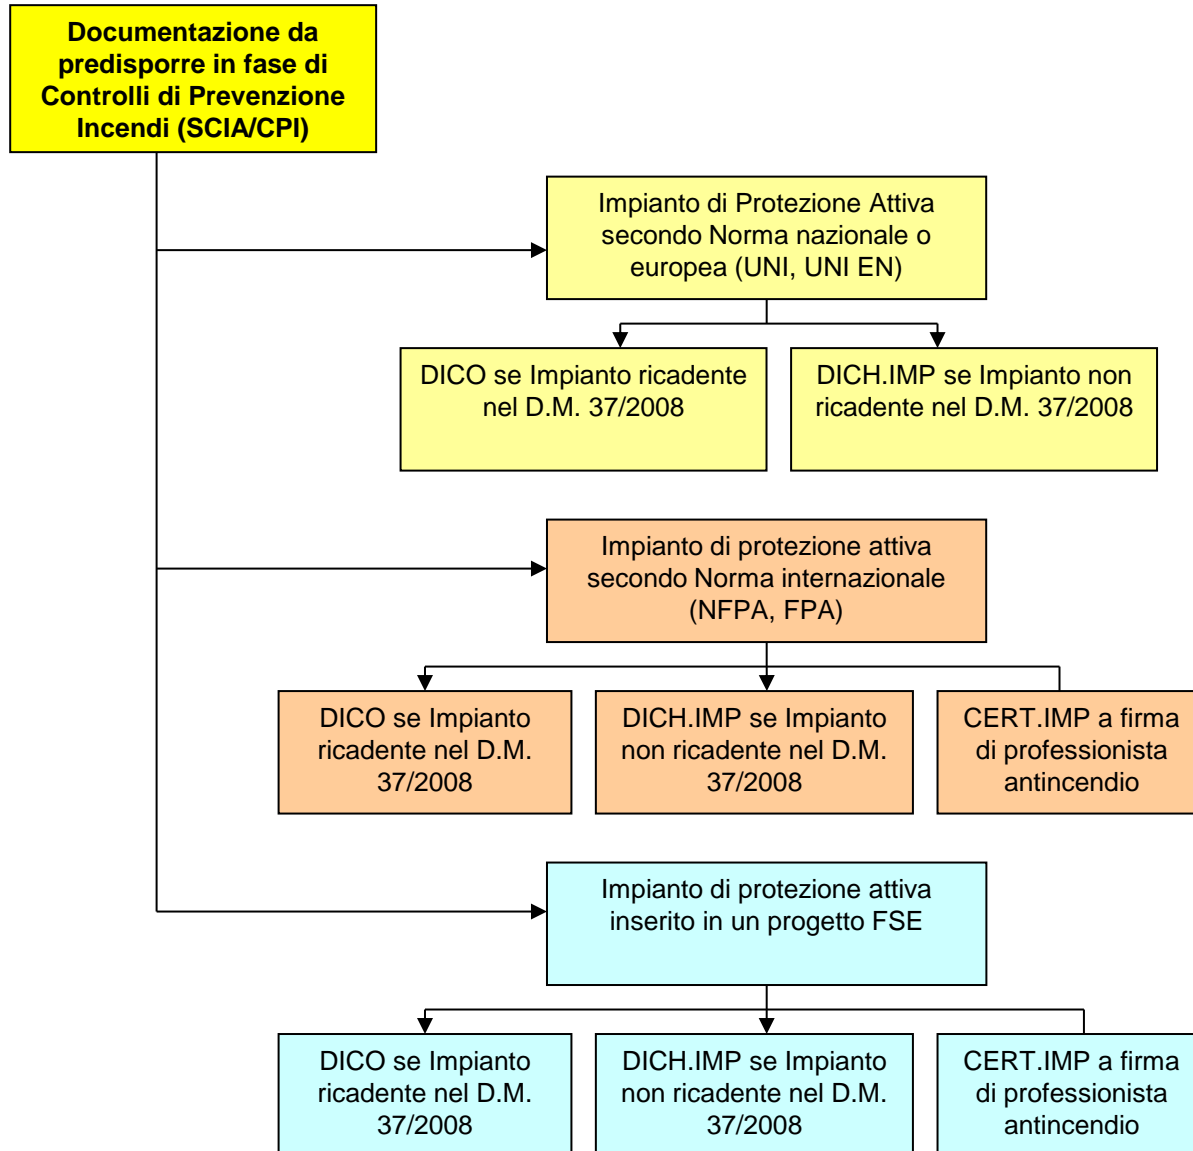 Documentazione da
predisporre in fase di
Controlli di Prevenzione
Incendi (SCIA/CPI)
Impianto di Protezione Attiva
secondo Norma nazionale o
europea (UNI, UNI EN)
DICO se Impianto ricadente
nel D.M. 37/2008
DICH.IMP se Impianto non
ricadente nel D.M. 37/2008
Impianto di protezione attiva
secondo Norma internazionale
(NFPA, FPA)
DICO se Impianto
ricadente nel D.M.
37/2008
DICH.IMP se Impianto
non ricadente nel D.M.
37/2008
CERT.IMP a firma
di professionista
antincendio
Impianto di protezione attiva
inserito in un progetto FSE
DICO se Impianto
ricadente nel D.M.
37/2008
DICH.IMP se Impianto
non ricadente nel D.M.
37/2008
CERT.IMP a firma
di professionista
antincendio